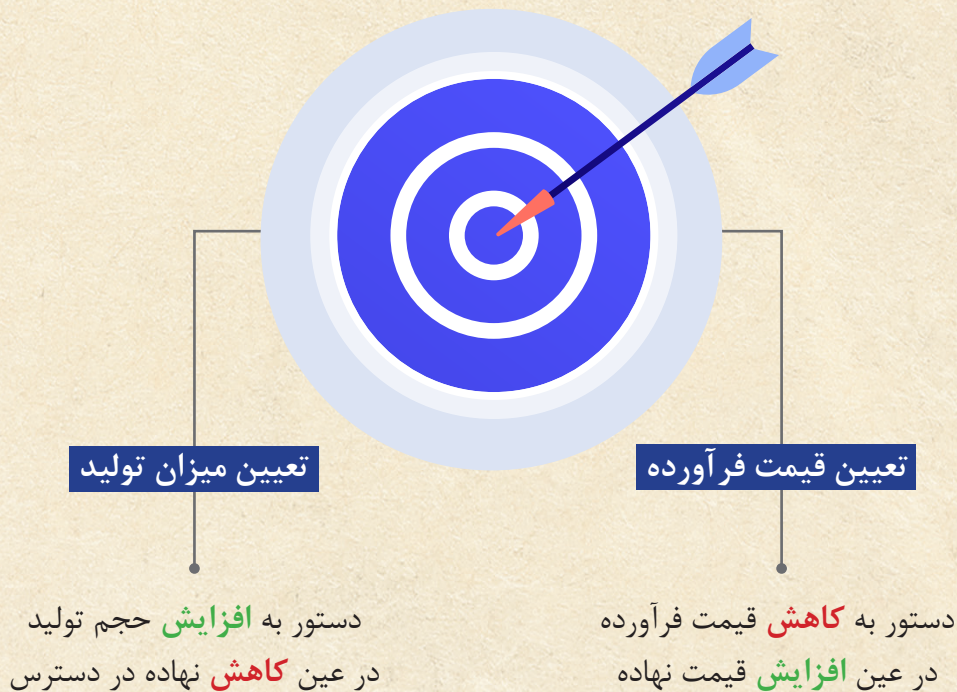 تعیین قیمت فرآورده
دستور به کاهش قیمت فرآورده
در عین افزایش قیمت نهاده
تعیین میزان تولید
دستور به افزایش حجم تولید
در عین کاهش نهاده در دسترس